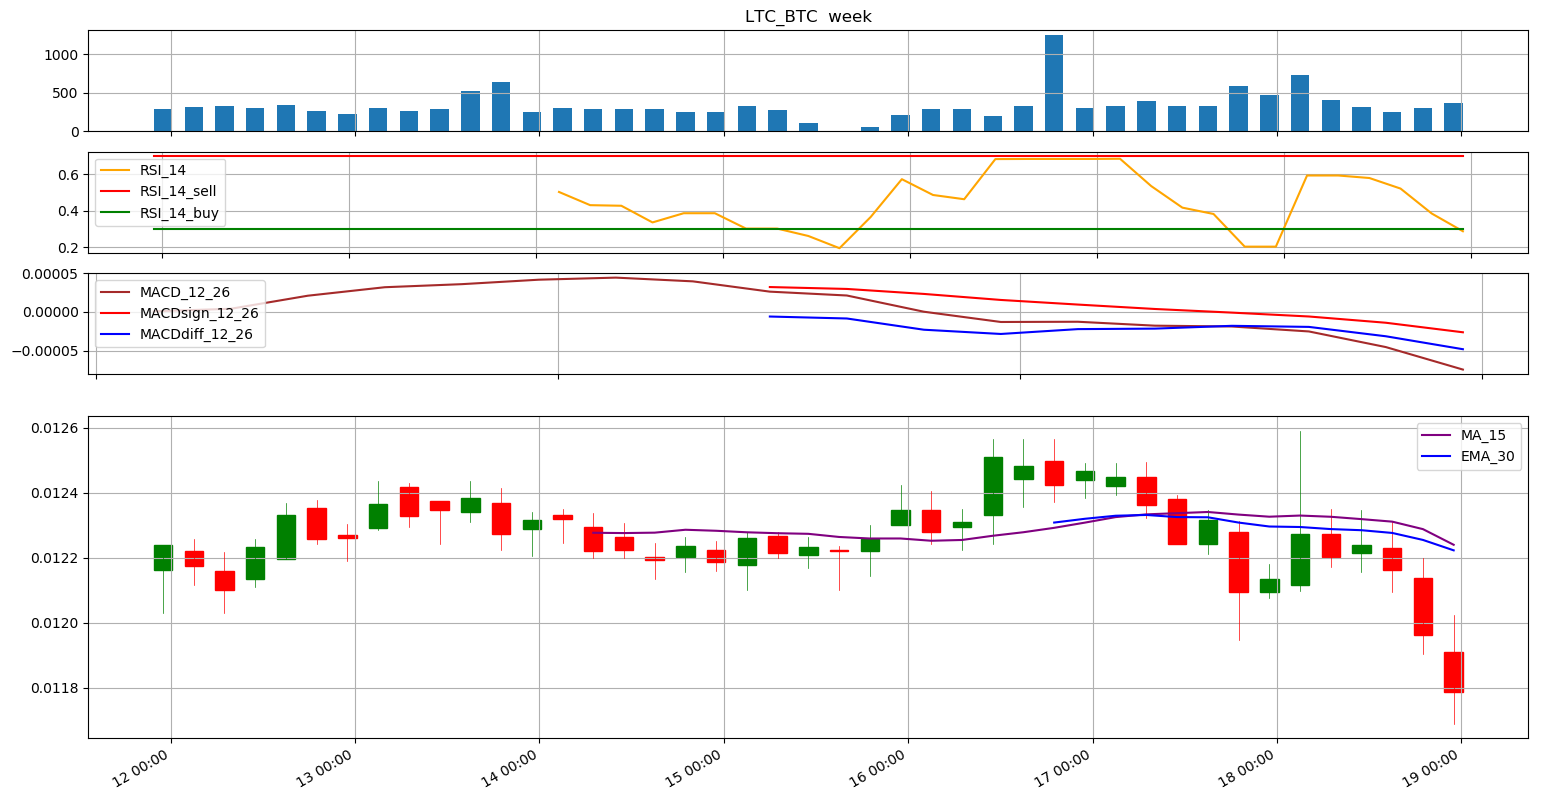 LTC_BTC  week
1000
500
0
RSI_14
RSI_14_sell
RSI_14_buy
0.6
0.4
0.2
MACD_12_26
MACDsign_12_26
MACDdiff_12_26
0.00005
0.00000
−0.00005
MA_15
EMA_30
0.0126
0.0124
0.0122
0.0120
0.0118
12 00:00
13 00:00
14 00:00
15 00:00
16 00:00
17 00:00
18 00:00
19 00:00